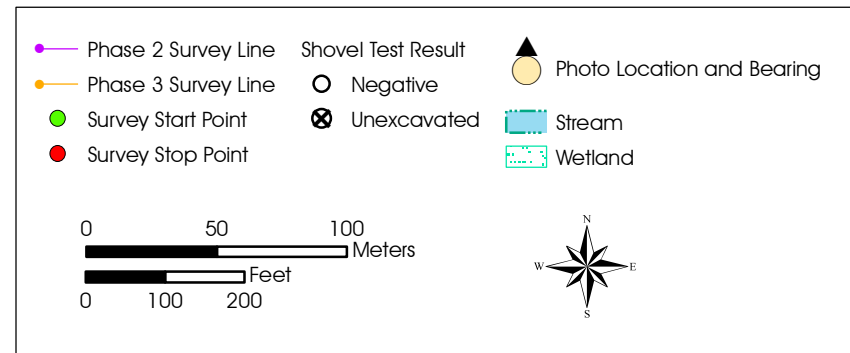 Phase 2 Survey Line
Phase 3 Survey Line
Survey Start Point
Survey Stop Point
Shovel Test Result
Negative
Unexcavated
Photo Location and Bearing
Stream
Wetland
0 50 100
Meters
Feet
0 100 200
N
W E
S